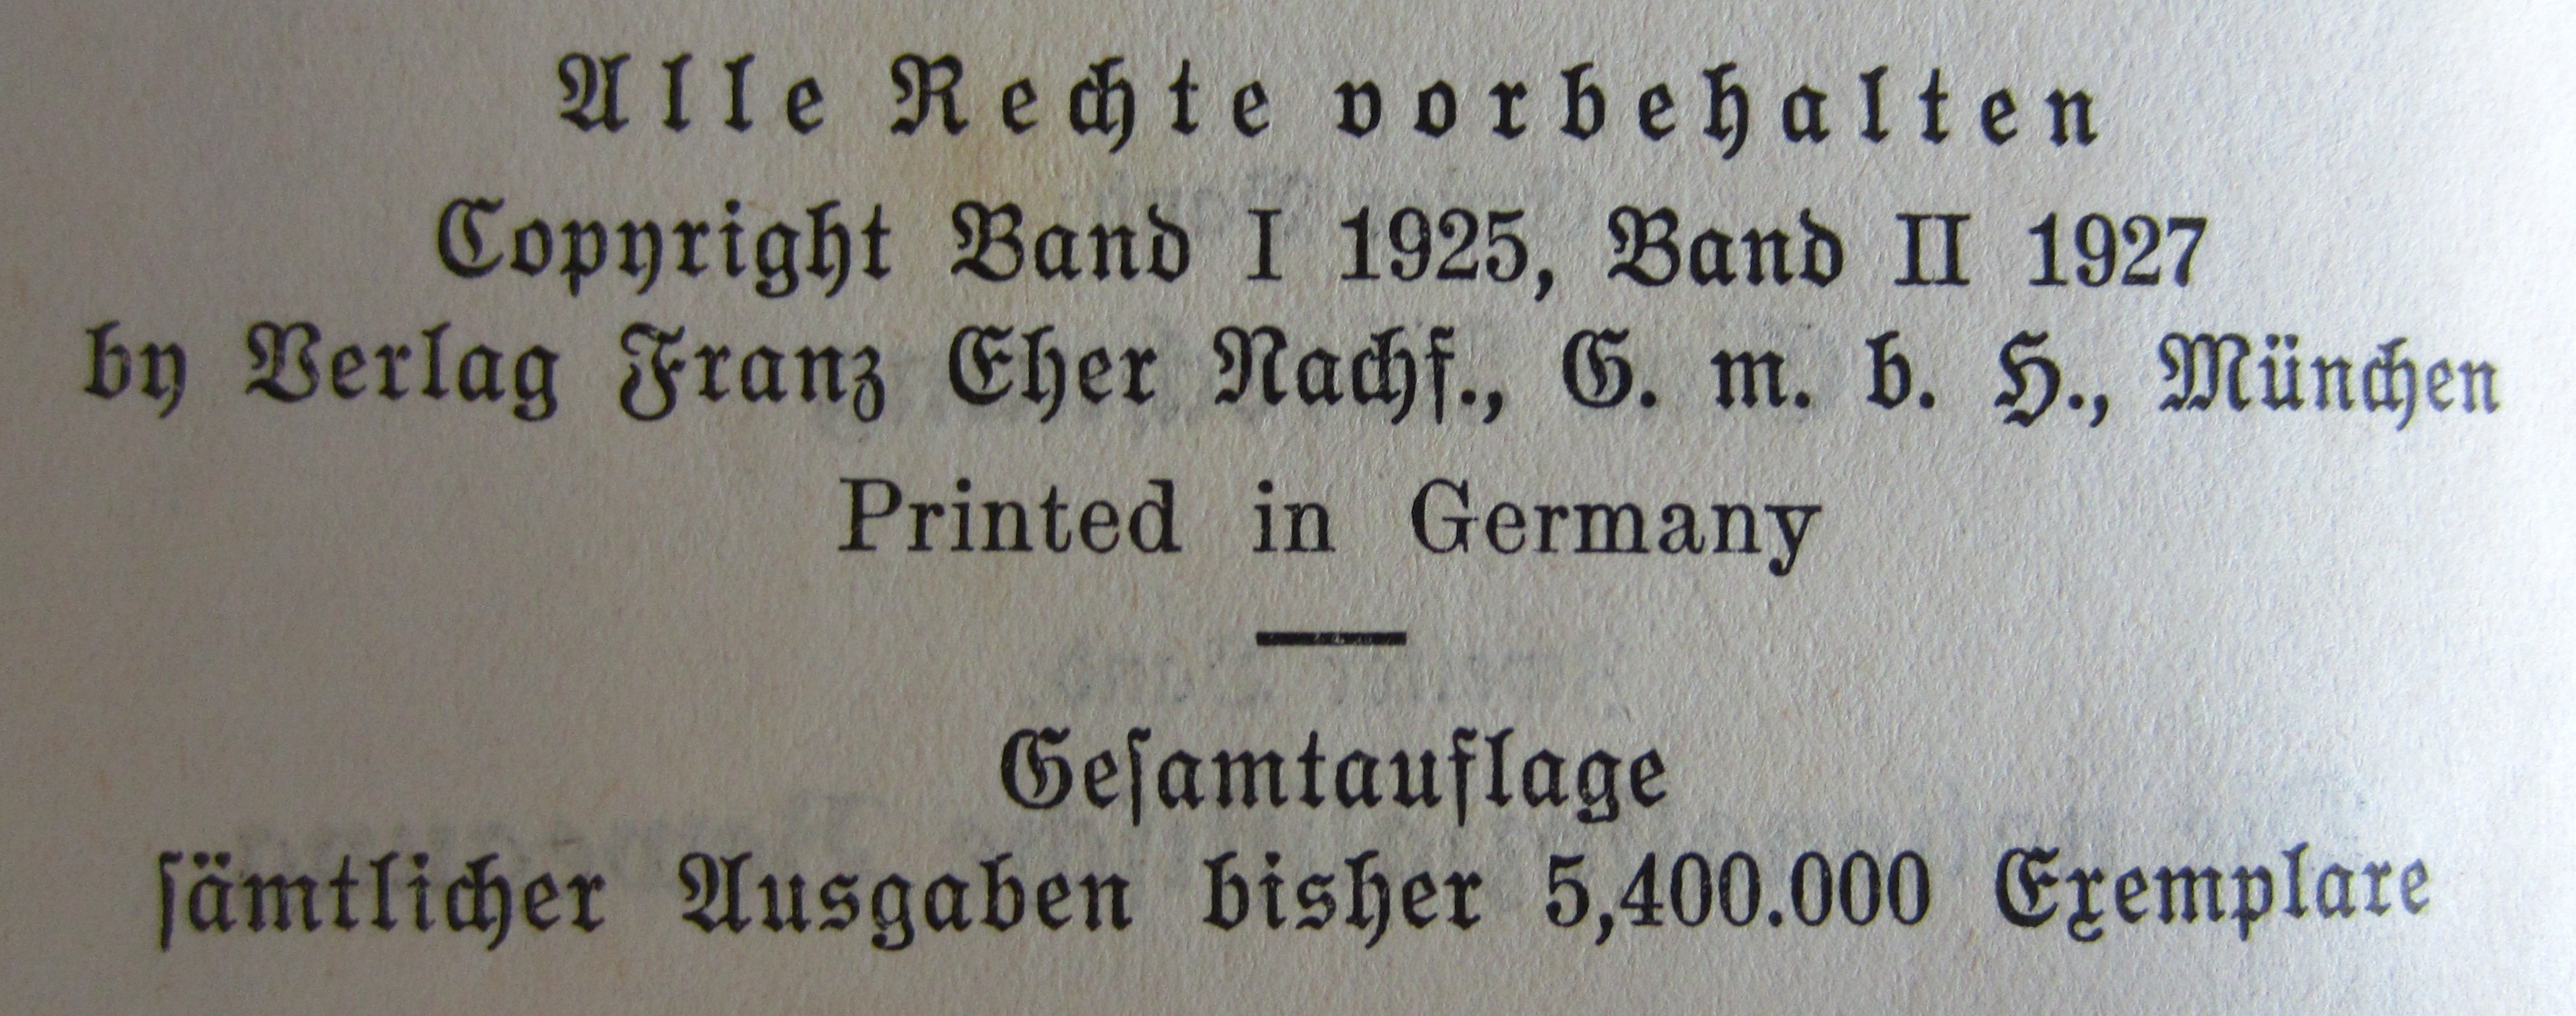 Alle Rechte vorbehalten
Copyright Band I 1925, Band II 1927
by Verlag Franz Eher Nachf., G. m. b. H., München
Printed in Germany
Geſamtauflage
ſämtlicher Ausgaben bisher 5,400.000 Exemplare